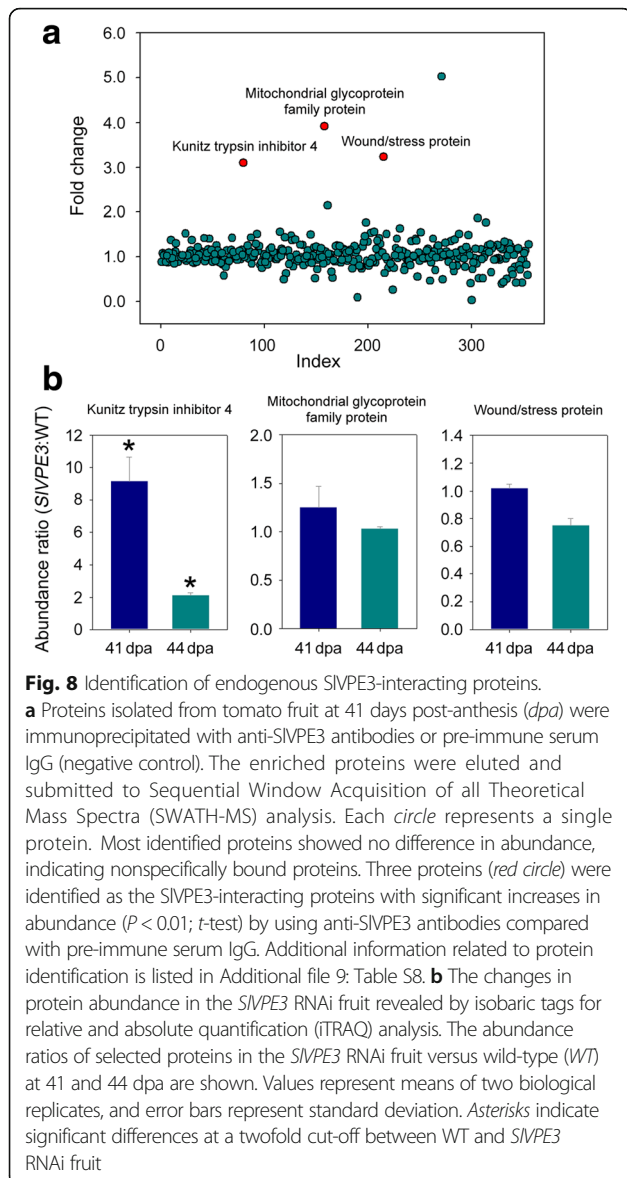 a
6.0
5.0
4.0
3.0
2.0
1.0
0.0
Fold change
Mitochondrial glycoprotein
family protein
Kunitz trypsin inhibitor 4
Wound/stress protein
0 100 200 300
Index
b
Abundance ratio (SlVPE3:WT)
Kunitz trypsin inhibitor 4
12
10
8
6
4
2
0
* *
41 dpa 44 dpa
Mitochondrial glycoprotein
family protein
2.0
1.5
1.0
0.5
0.0
41 dpa 44 dpa
Wound/stress protein
1.4
1.2
1.0
0.8
0.6
0.4
0.2
0.0
41 dpa 44 dpa
Fig. 8 Identification of endogenous SlVPE3-interacting proteins.
a Proteins isolated from tomato fruit at 41 days post-anthesis (dpa) were
immunoprecipitated with anti-SlVPE3 antibodies or pre-immune serum
IgG (negative control). The enriched proteins were eluted and
submitted to Sequential Window Acquisition of all Theoretical
Mass Spectra (SWATH-MS) analysis. Each circle represents a single
protein. Most identified proteins showed no difference in abundance,
indicating nonspecifically bound proteins. Three proteins (red circle) were
identified as the SlVPE3-interacting proteins with significant increases in
abundance (P < 0.01; t-test) by using anti-SlVPE3 antibodies compared
with pre-immune serum IgG. Additional information related to protein
identification is listed in Additional file 9: Table S8. b The changes in
protein abundance in the SlVPE3 RNAi fruit revealed by isobaric tags for
relative and absolute quantification (iTRAQ) analysis. The abundance
ratios of selected proteins in the SlVPE3 RNAi fruit versus wild-type (WT)
at 41 and 44 dpa are shown. Values represent means of two biological
replicates, and error bars represent standard deviation. Asterisks indicate
significant differences at a twofold cut-off between WT and SlVPE3
RNAi fruit